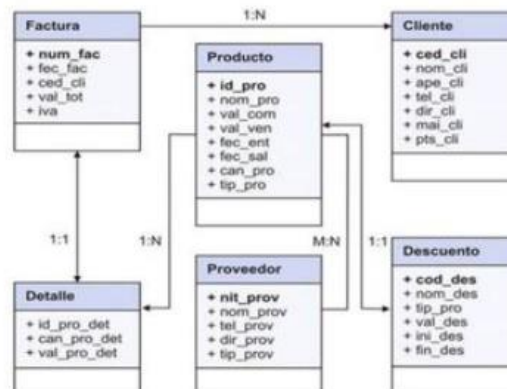 1:N
Factura
+ num_fac
+ fec_fac
+ ced_cli
+ val_tot
+ iva
Producto
+ id_pro
+ nom_pro
+ val_com
+ val_ven
+ fec_ent
+ fec_sal
+ can_pro
+ tip_pro
Cliente
+ ced_cli
+ nom_cli
+ ape_cli
+ tel_cli
+ dir_cli
+ mai_cli
+ pts_cli
1:1
1:N
M:N
1:1
Detalle
+ id_pro_det
+ can_pro_det
+ val_pro_det
Proveedor
+ nit_prov
+ nom_prov
+ tel_prov
+ dir_prov
+ tip_prov
Descuento
+ cod_des
+ nom_des
+ tip_pro
+ val_des
+ ini_des
+ fin_des